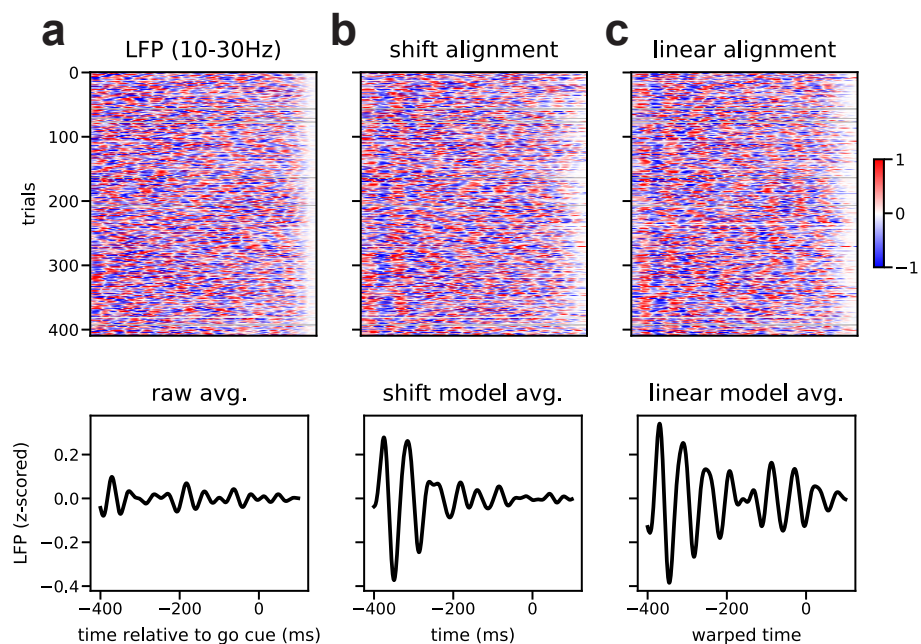 a
LFP (10-30Hz)
b
shift alignment
c
linear alignment
0
100
200
300
400
trials
1
0
−1
raw avg.
shift model avg.
linear model avg.
0.2
0.0
−0.2
−0.4
LFP (z-scored)
−400 −200 0
−400 −200 0
−400 −200 0
time relative to go cue (ms)
time (ms)
warped time